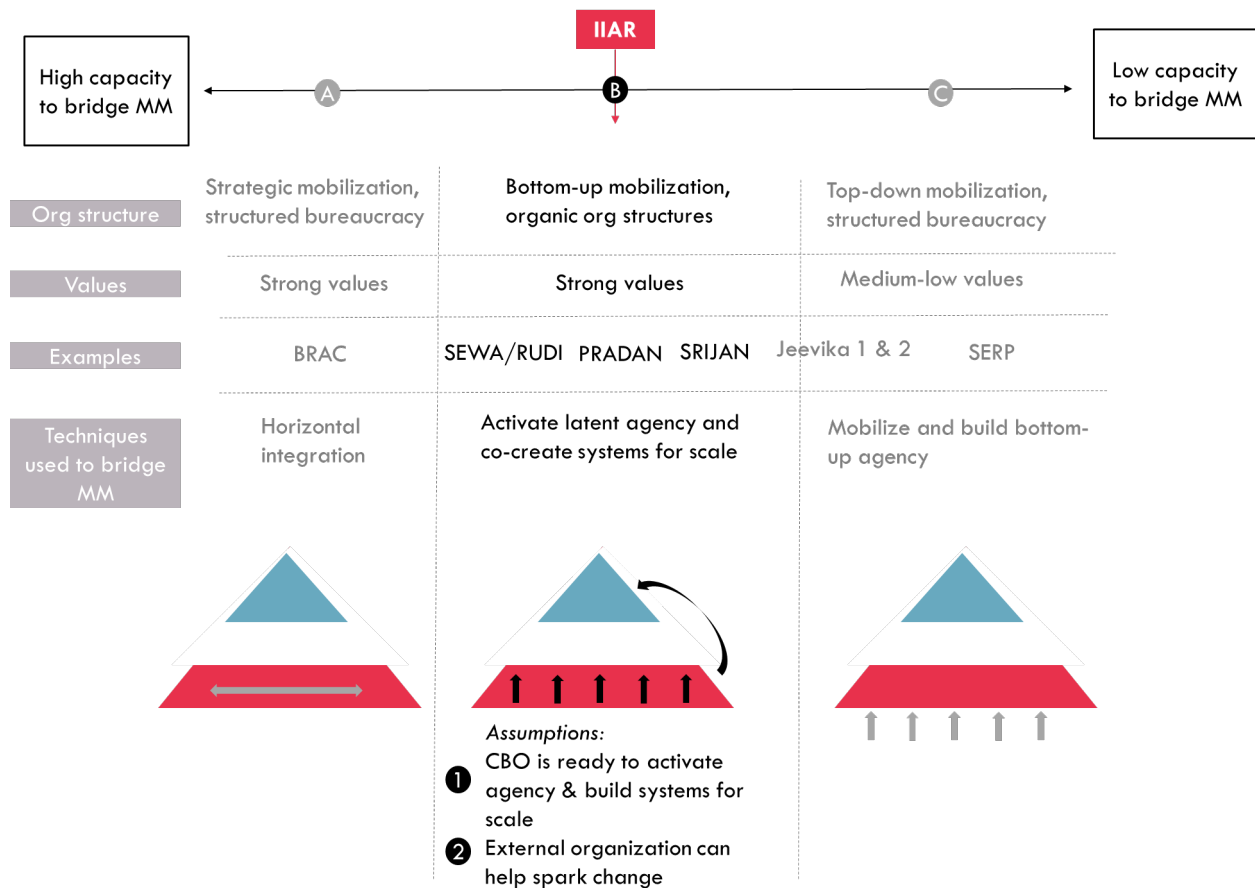 IIAR
High capacity
to bridge MM
A
B
C
Low capacity
to bridge MM
Org structure
Strategic mobilization,
structured bureaucracy
Bottom-up mobilization,
organic org structures
Top-down mobilization,
structured bureaucracy
Values
Strong values
Strong values
Medium-low values
Examples
BRAC
SEWA/RUDI
PRADAN
SRIJAN
Jeevika 1 & 2
SERP
Techniques
used to bridge
MM
Horizontal
integration
Activate latent agency and
co-create systems for scale
Mobilize and build bottom-
up agency
Assumptions:
1
CBO is ready to activate
agency & build systems for
scale
2
External organization can
help spark change